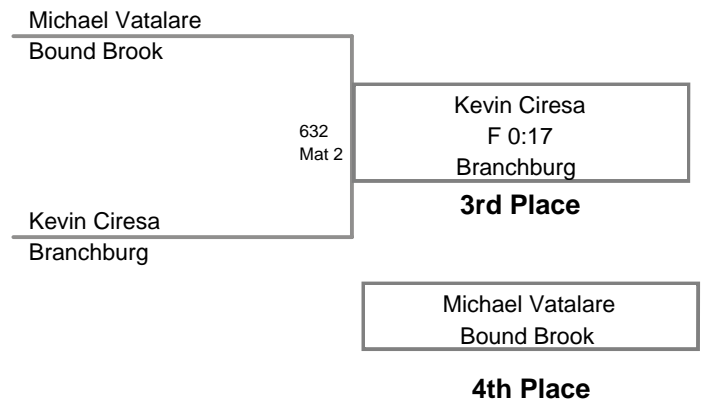 Michael Vatalare
Bound Brook
632
Mat 2
Kevin Ciresa
F 0:17
Branchburg
3rd Place
Kevin Ciresa
Branchburg
Michael Vatalare
Bound Brook
4th Place